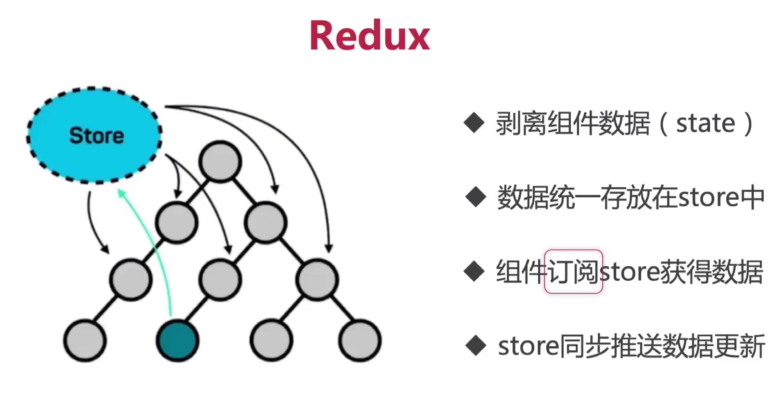 Redux
Store
◆ 剥离组件数据（state）
◆ 数据统一存放在store中
◆ 组件订阅store获得数据
◆ store同步推送数据更新